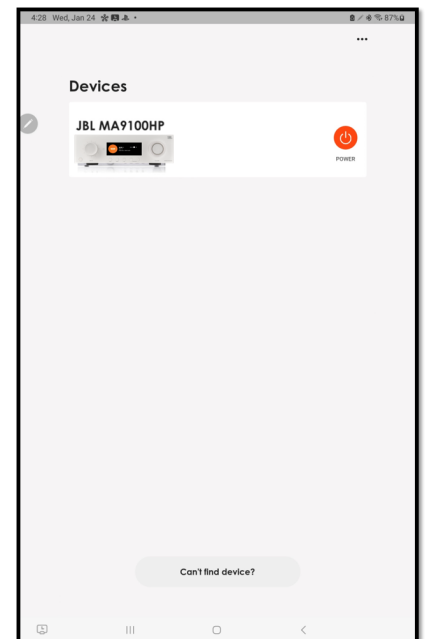 4:28 Wed, Jan 24
87%
•••
Devices
JBL MA9100HP
POWER
Can't find device?